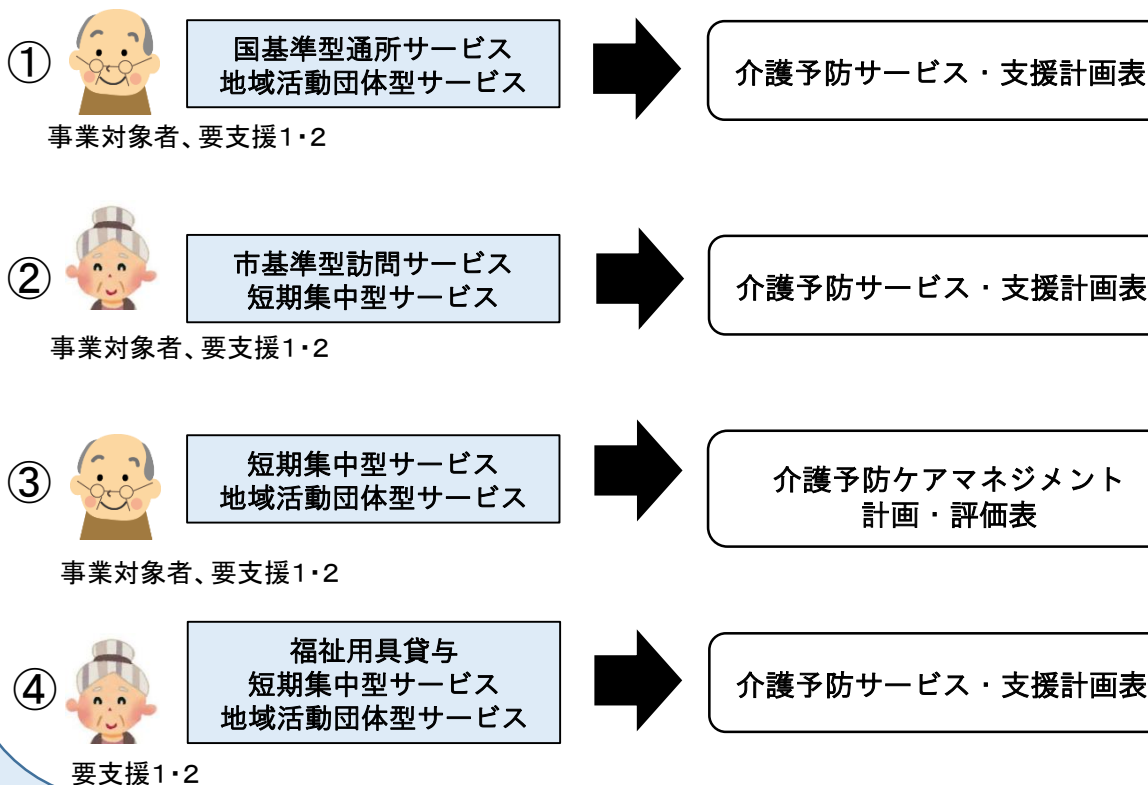 ①
国基準型通所サービス
地域活動団体型サービス
介護予防サービス・支援計画表
事業対象者、要支援1・2
②
市基準型訪問サービス
短期集中型サービス
介護予防サービス・支援計画表
事業対象者、要支援1・2
③
短期集中型サービス
地域活動団体型サービス
介護予防ケアマネジメント
計画・評価表
事業対象者、要支援1・2
④
福祉用具貸与
短期集中型サービス
地域活動団体型サービス
介護予防サービス・支援計画表
要支援1・2